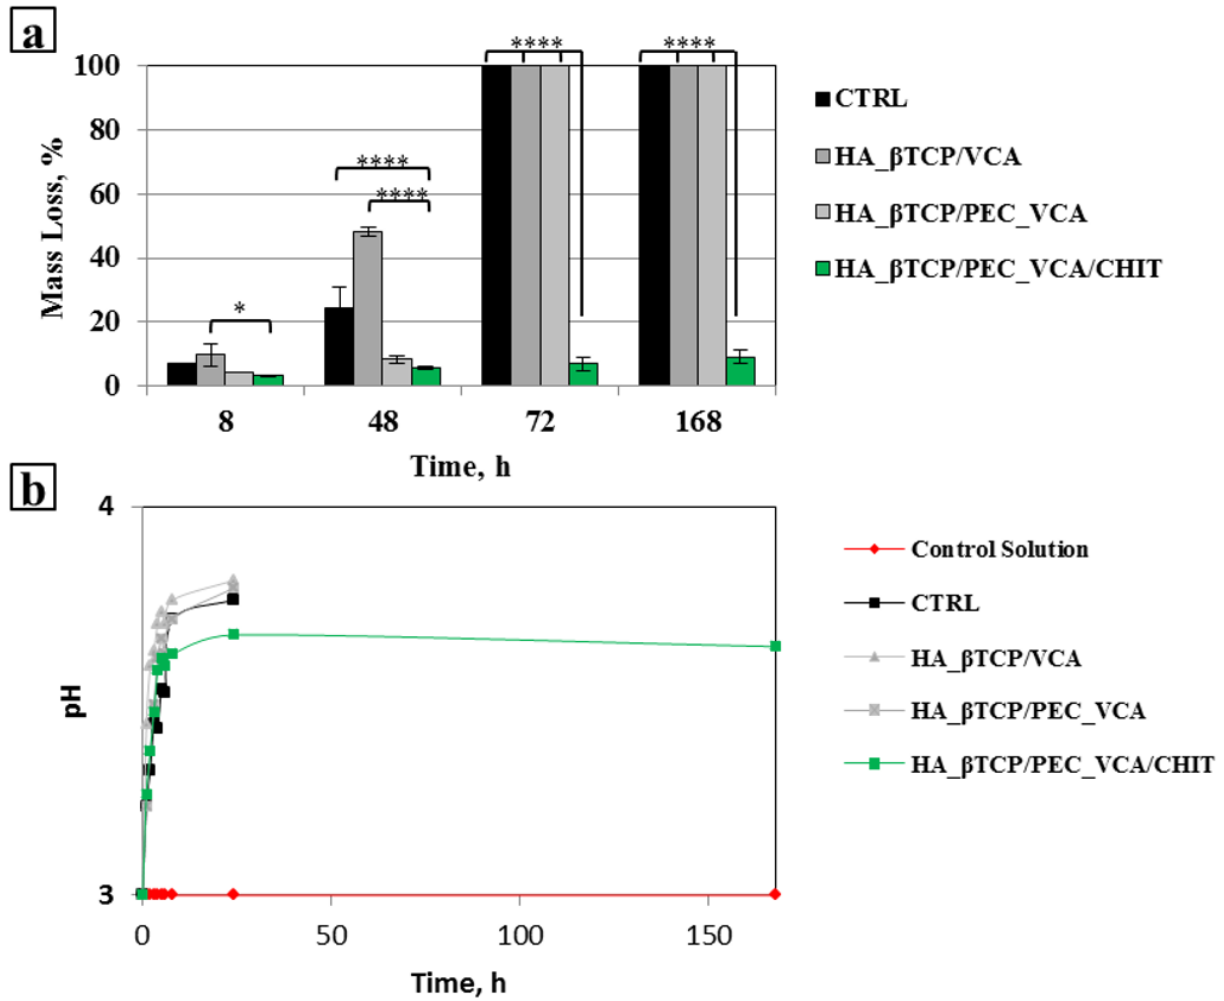 a
****
****
100
80
60
40
20
0
Mass Loss, %
****
****
*
8
48
72
168
Time, h
CTRL
HA_βTCP/VCA
HA_βTCP/PEC_VCA
HA_βTCP/PEC_VCA/CHIT
b
4
3
pH
0
50
100
150
Time, h
Control Solution
CTRL
HA_βTCP/VCA
HA_βTCP/PEC_VCA
HA_βTCP/PEC_VCA/CHIT